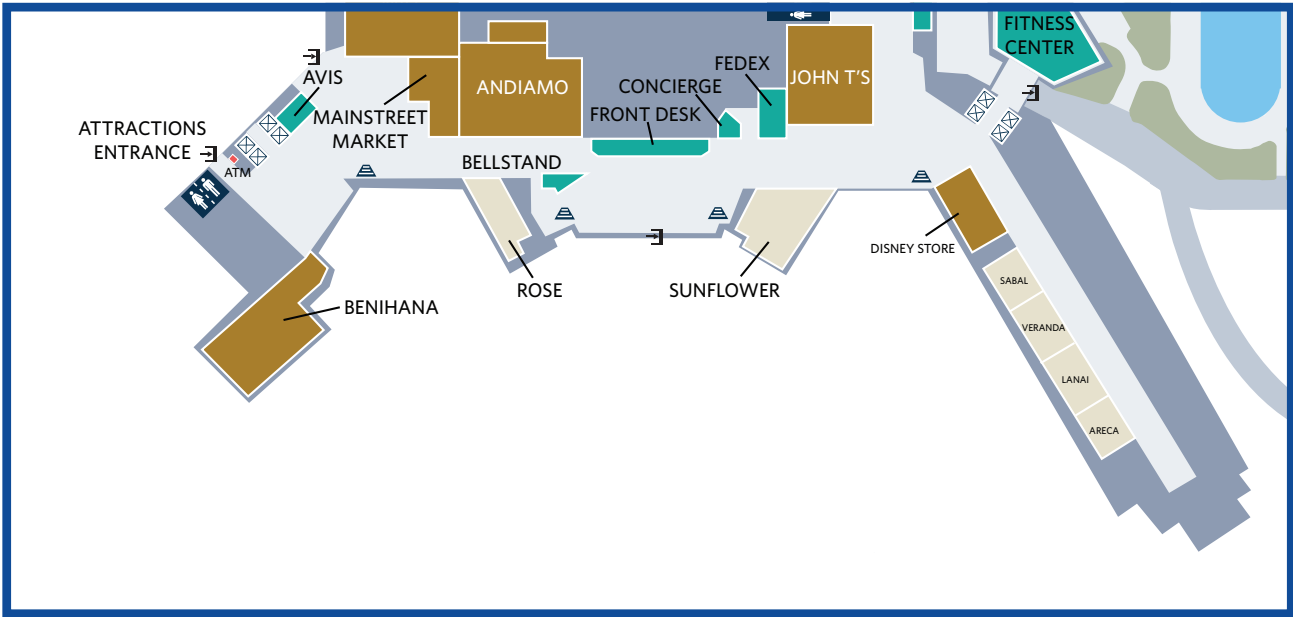 FITNESS
CENTER
FEDEX
JOHN T'S
AVIS
CONCIERGE
ANDIAMO
MAINSTREET
MARKET
FRONT DESK
ATTRACTIONS
ENTRANCE
ATM
BELLSTAND
DISNEY STORE
ROSE
SUNFLOWER
SABAL
BENIHANA
VERANDA
LANAI
ARECA